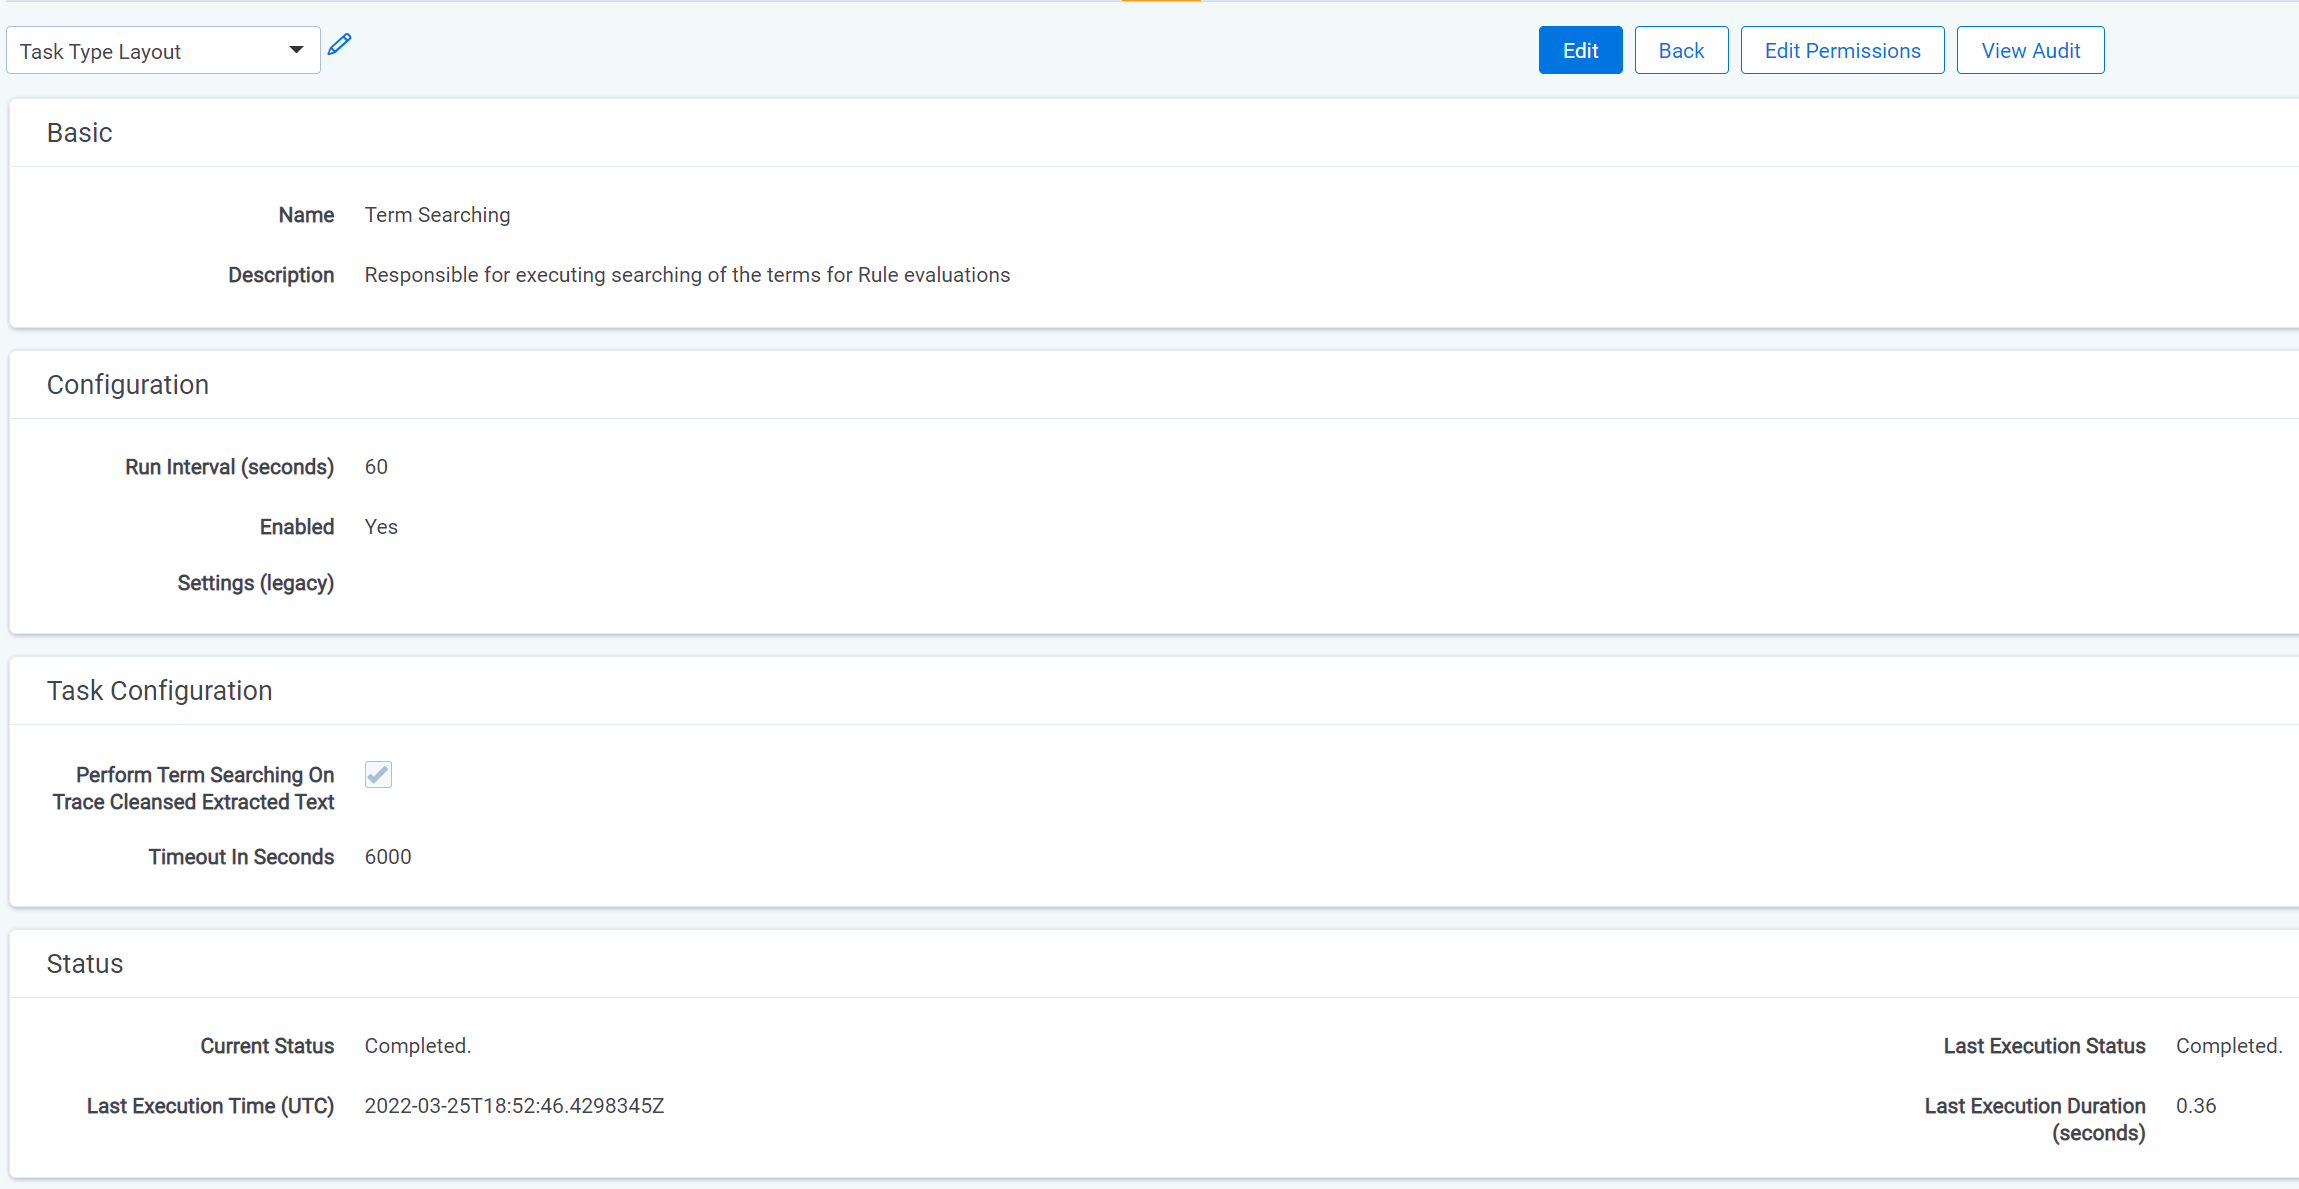 Task Type Layout
Edit
Back
Edit Permissions
View Audit
Basic
Name Term Searching
Description Responsible for executing searching of the terms for Rule evaluations
Configuration
Run Interval (seconds) 60
Enabled Yes
Settings (legacy)
Task Configuration
Perform Term Searching On
Trace Cleansed Extracted Text
Timeout In Seconds 6000
Status
Current Status Completed.
Last Execution Status Completed.
Last Execution Time (UTC) 2022-03-25T18:52:46.4298345Z
Last Execution Duration 0.36
(seconds)